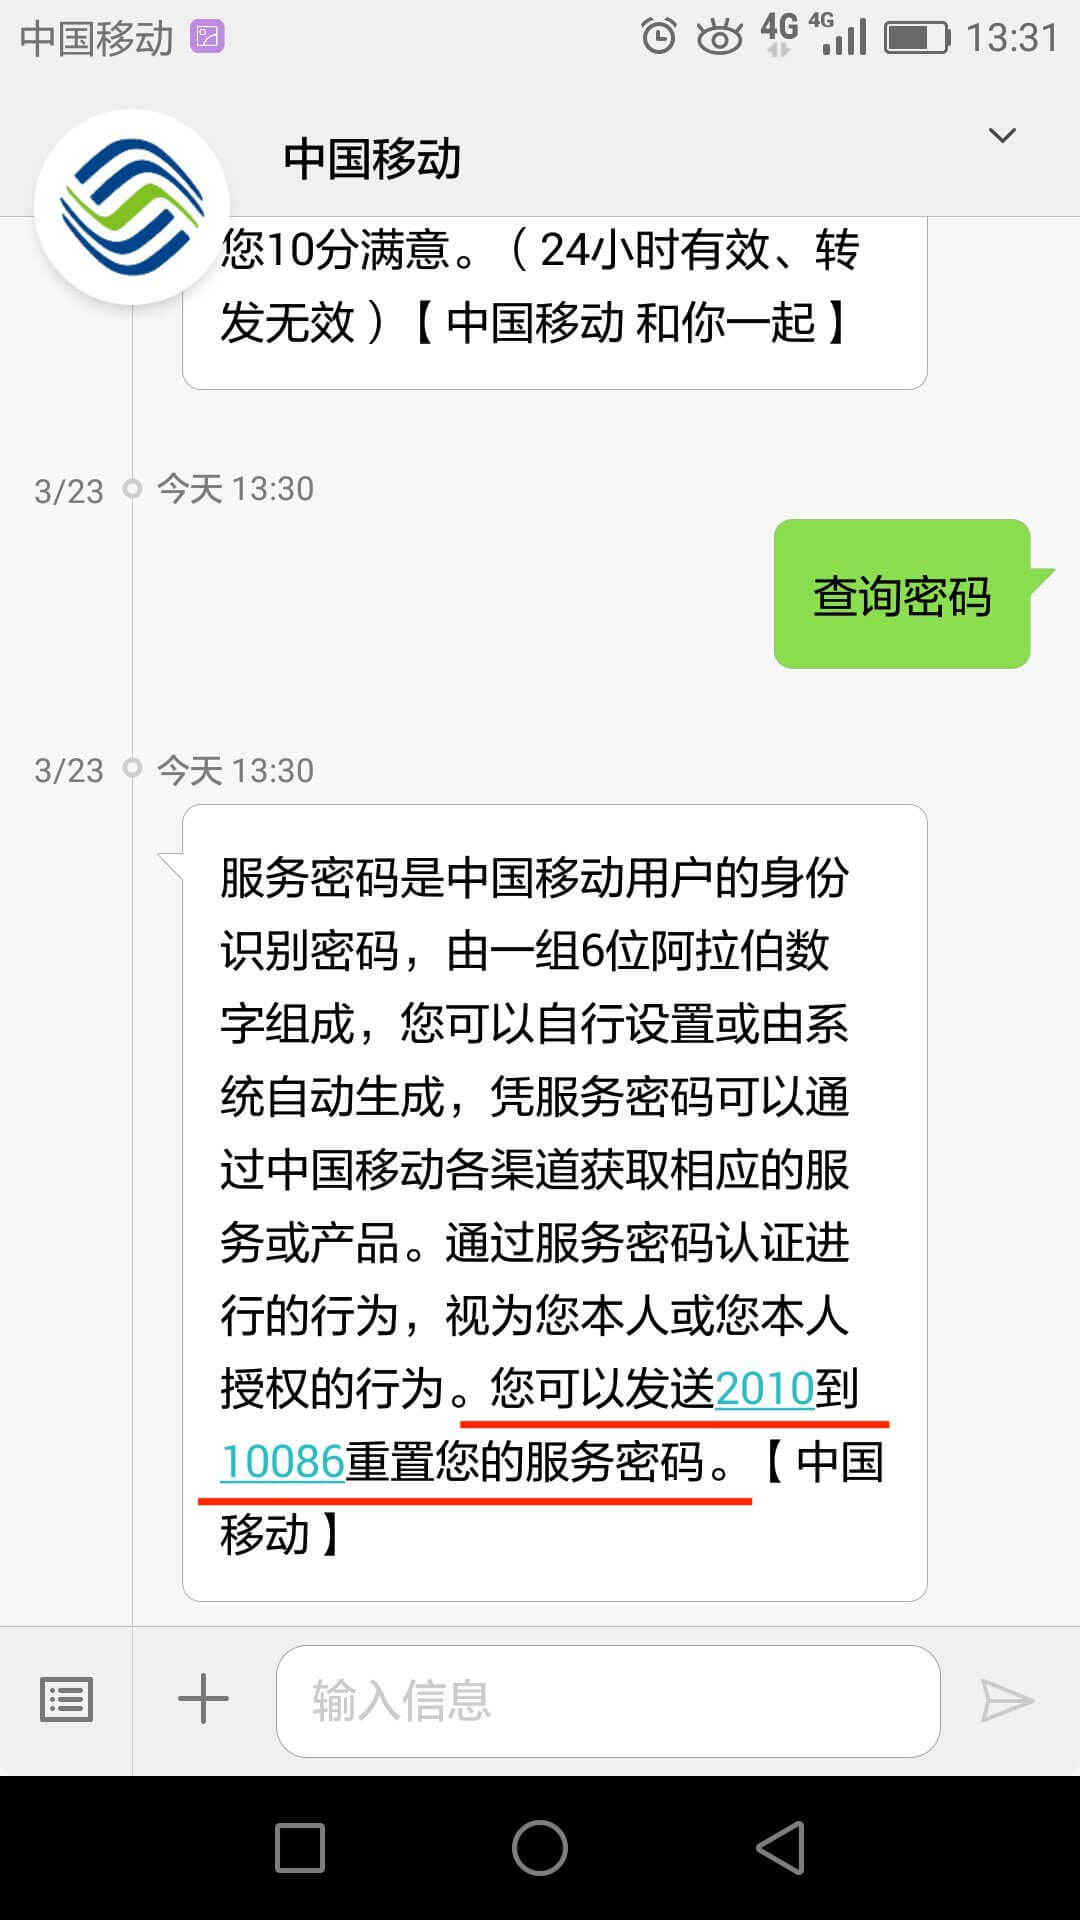 中国移动
4G 4G 13:31
中国移动
您10分满意。（24小时有效、转
发无效）【中国移动 和你一起】
3/23 今天 13:30
查询密码
3/23 今天 13:30
服务密码是中国移动用户的身份
识别密码，由一组6位阿拉伯数
字组成，您可以自行设置或由系
统自动生成，凭服务密码可以通
过中国移动各渠道获取相应的服
务或产品。通过服务密码认证进
行的行为，视为您本人或您本人
授权的行为。您可以发送2010到
10086重置您的服务密码。【中国
移动】
输入信息